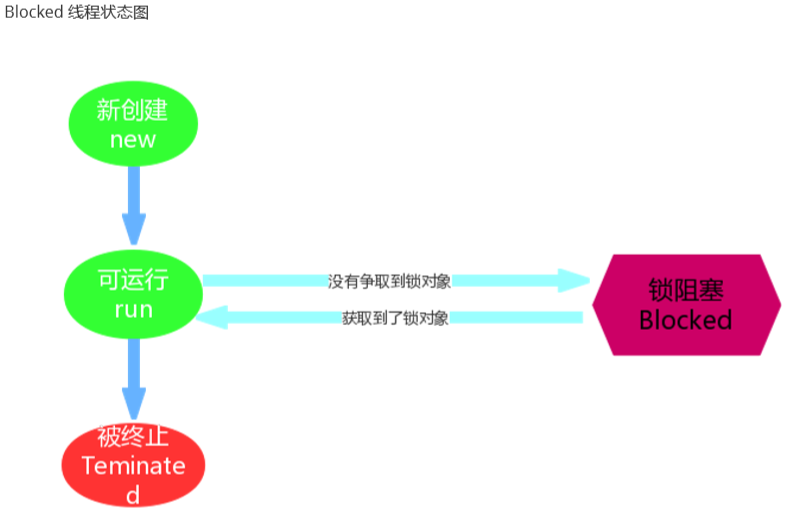 Blocked 线程状态图
新创建
new
可运行
run
没有争取到锁对象
获取到了锁对象
锁阻塞
Blocked
被终止
Teminate
d